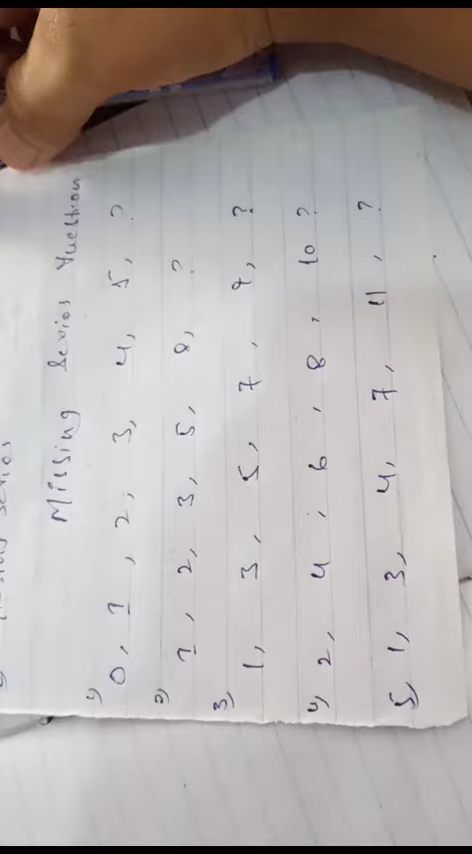 Missing Series Question
1) 0, 1, 2, 3, 4, 5, ?
2) 1, 2, 3, 5, 8, ?
3) 1, 3, 5, 7, 9, ?
4) 2, 4, 6, 8, 10 ?
5) 1, 3, 4, 7, 11, ?